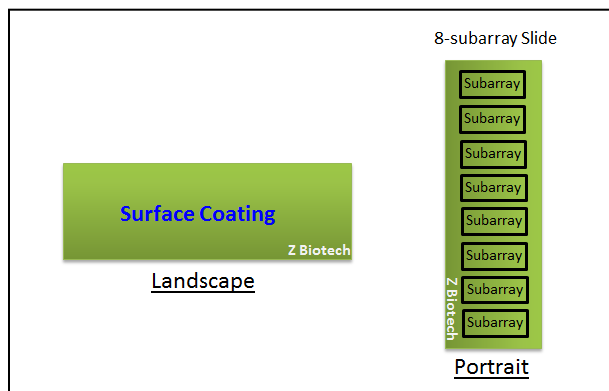 8-subarray Slide
Subarray
Subarray
Subarray
Subarray
Subarray
Subarray
Subarray
Subarray
Z Biotech
Portrait
Surface Coating
Z Biotech
Landscape